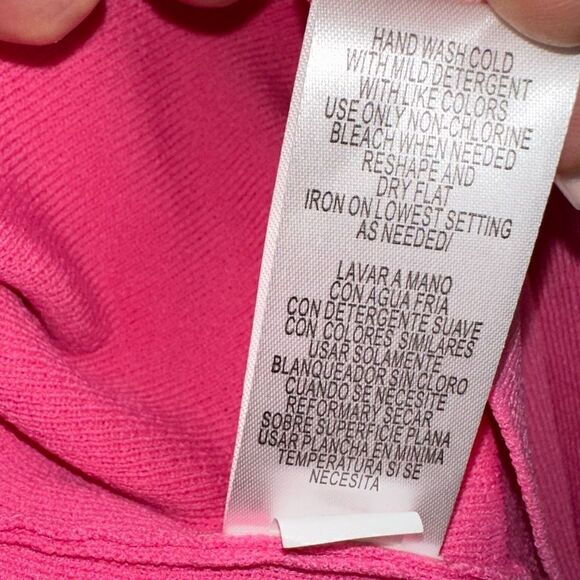 HAND WASH COLD
WITH MILD DETERGENT
WITH LIKE COLORS
USE ONLY NON-CHLORINE
BLEACH WHEN NEEDED
RESHAPE AND
DRY FLAT
IRON ON LOWEST SETTING
AS NEEDED/
LAVAR A MANO
CON AGUA FRIA
CON DETERGENTE SUAVE
CON COLORES SIMILARES
USAR SOLAMENTE
BLANQUEADOR SIN CLORO
CUANDO SE NECESITE
REFORMAR Y SECAR
SOBRE SUPERFICIE PLANA
USAR PLANCHA EN MINIMA
TEMPERATURA SI SE
NECESITA